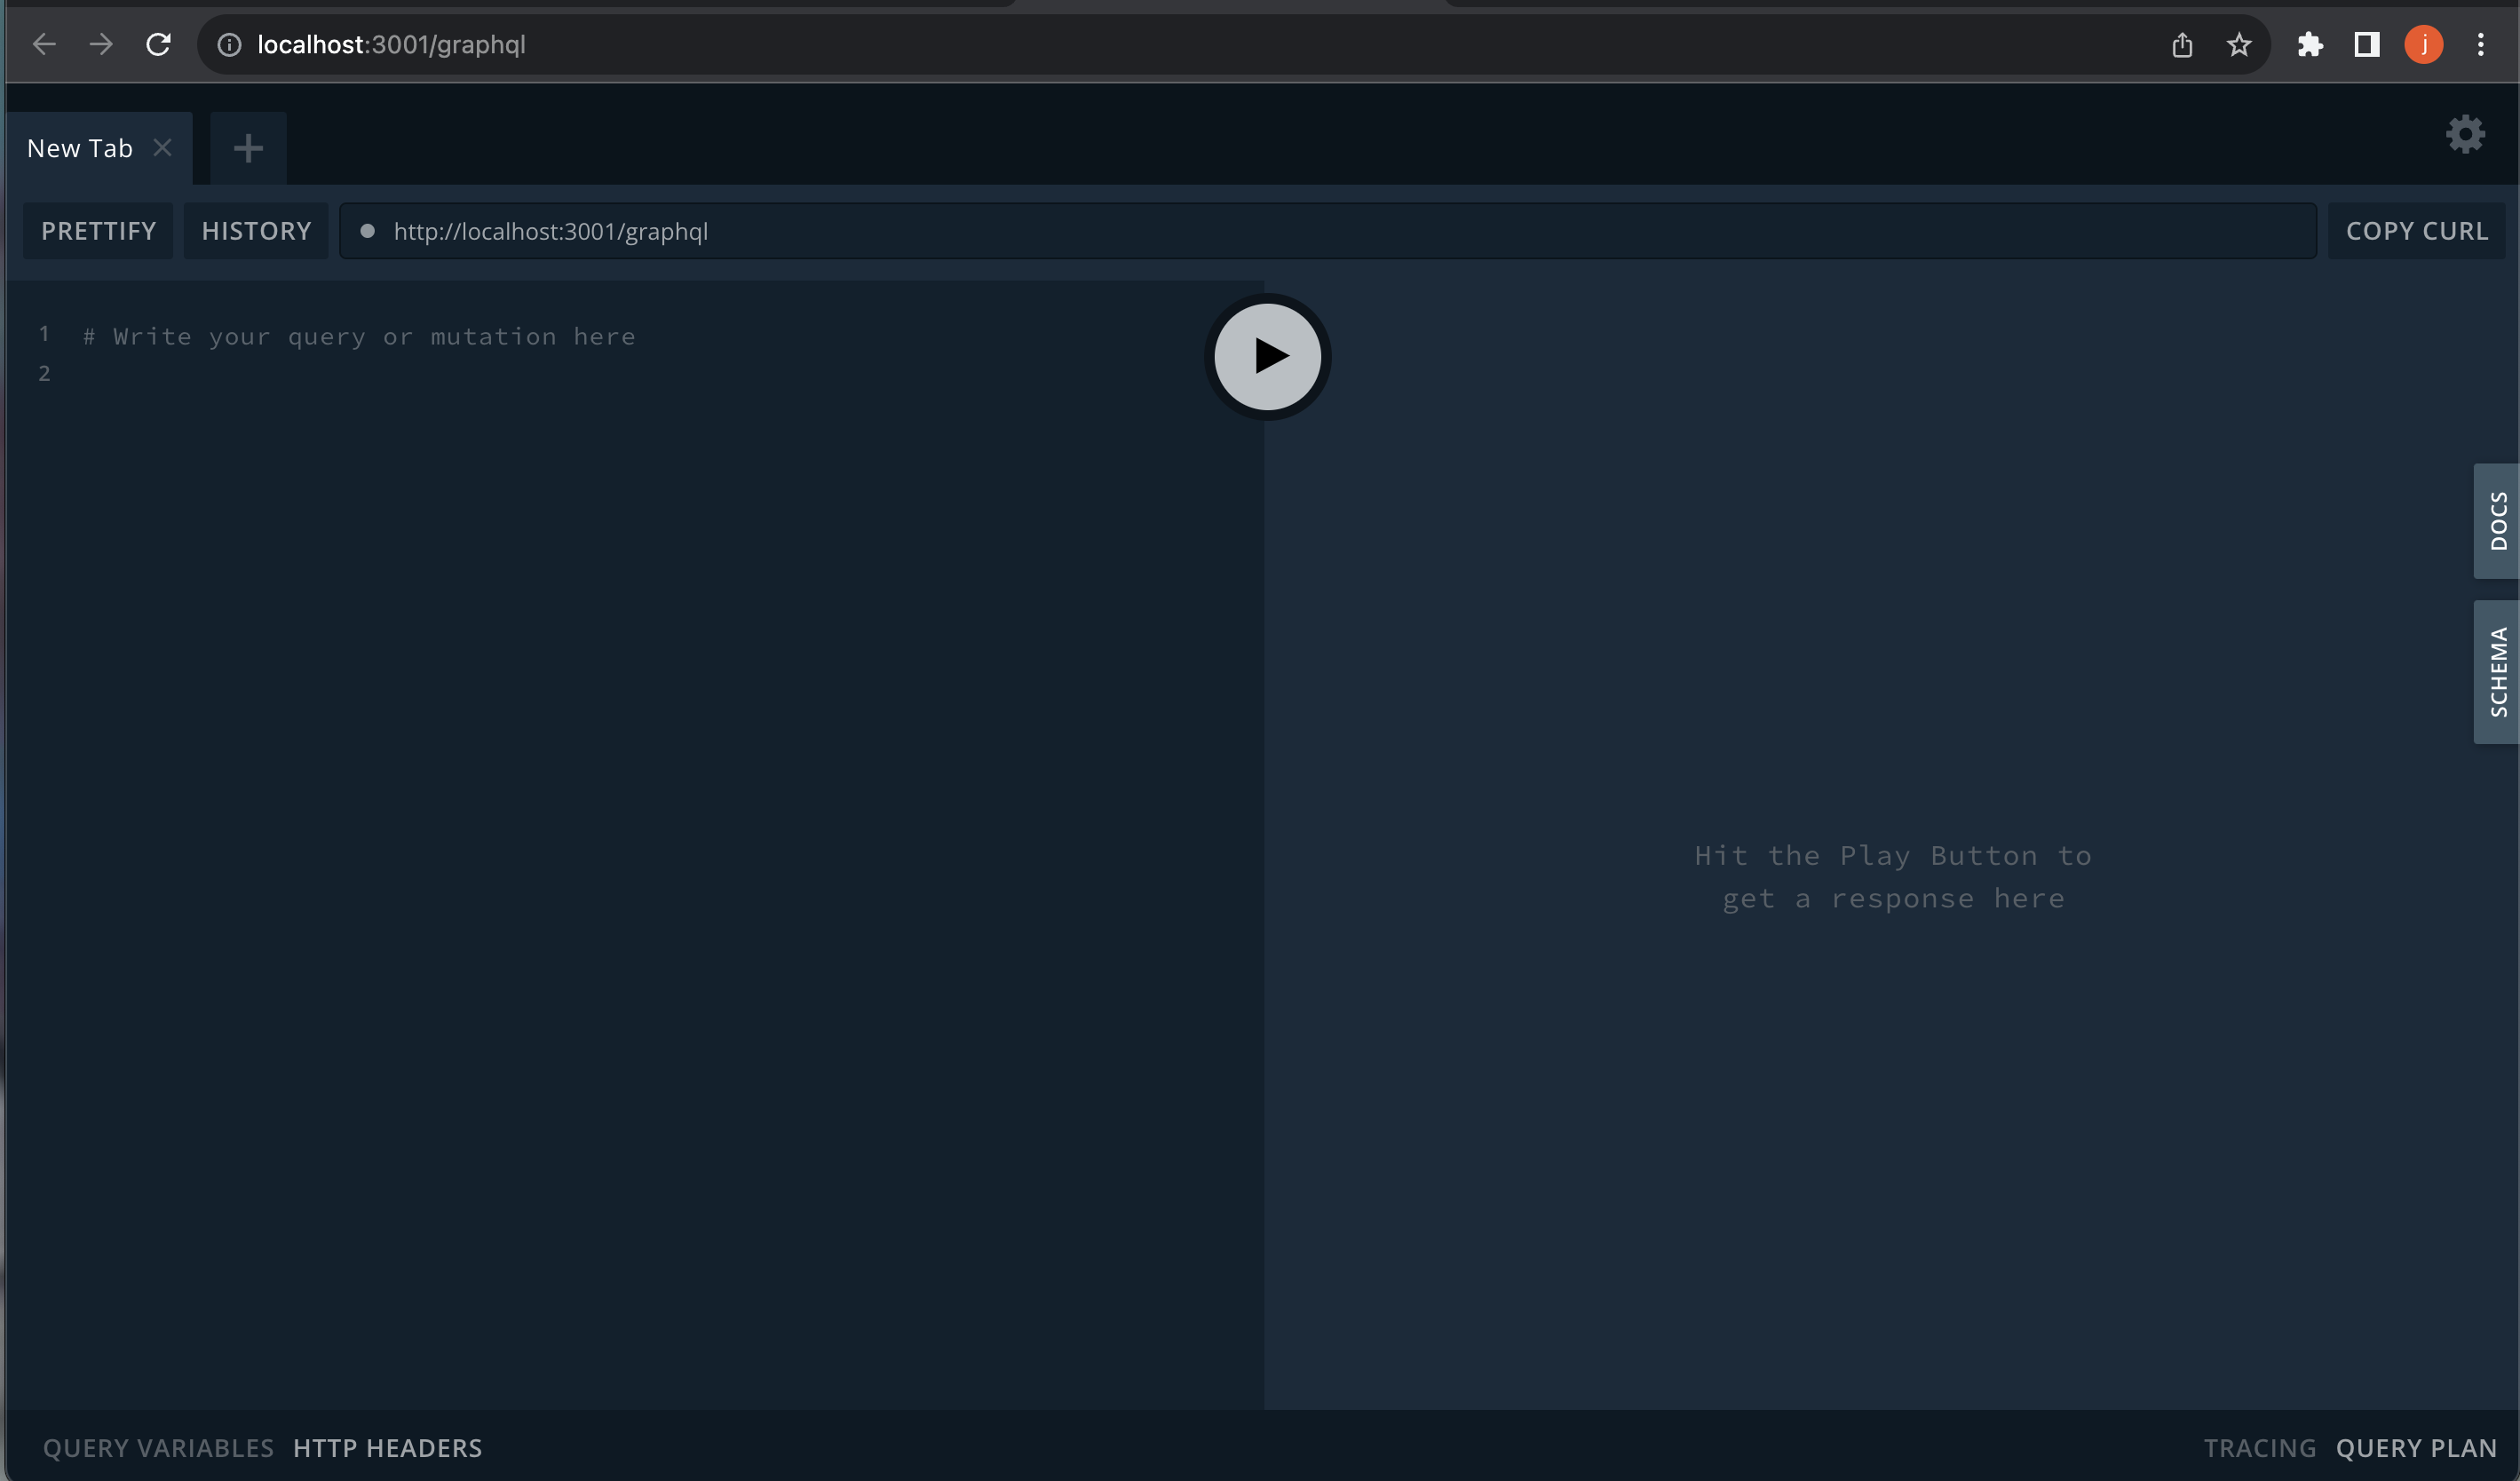 localhost:3001/graphql
j
New Tab
PRETTIFY
HISTORY
http://localhost:3001/graphql
COPY CURL
1 # Write your query or mutation here
2
Hit the Play Button to
get a response here
DOCS
SCHEMA
QUERY VARIABLES
HTTP HEADERS
TRACING
QUERY PLAN